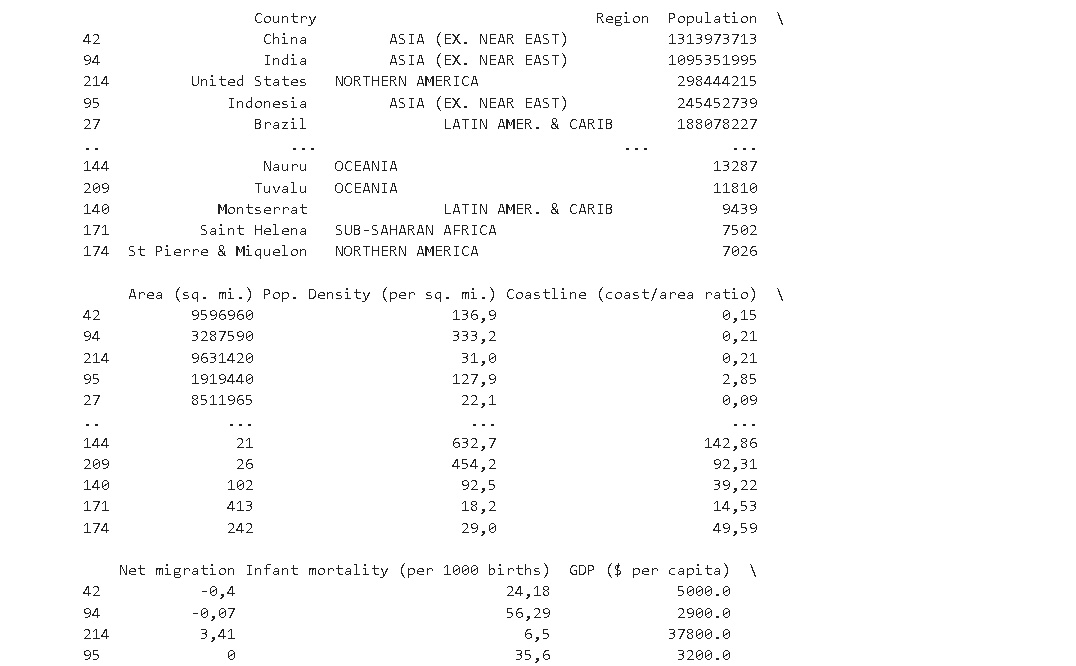 Country Region Population \
42 China ASIA (EX. NEAR EAST) 1313973713
94 India ASIA (EX. NEAR EAST) 1095351995
214 United States NORTHERN AMERICA 298444215
95 Indonesia ASIA (EX. NEAR EAST) 245452739
27 Brazil LATIN AMER. & CARIB 188078227
.. ... ... ...
144 Nauru OCEANIA 13287
209 Tuvalu OCEANIA 11810
140 Montserrat LATIN AMER. & CARIB 9439
171 Saint Helena SUB-SAHARAN AFRICA 7502
174 St Pierre & Miquelon NORTHERN AMERICA 7026
Area (sq. mi.) Pop. Density (per sq. mi.) Coastline (coast/area ratio) \
42 9596960 136,9 0,15
94 3287590 333,2 0,21
214 9631420 31,0 0,21
95 1919440 127,9 2,85
27 8511965 22,1 0,09
.. ... ... ...
144 21 632,7 142,86
209 26 454,2 92,31
140 102 92,5 39,22
171 413 18,2 14,53
174 242 29,0 49,59
Net migration Infant mortality (per 1000 births) GDP ($ per capita) \
42 -0,4 24,18 5000.0
94 -0,07 56,29 2900.0
214 3,41 6,5 37800.0
95 0 35,6 3200.0